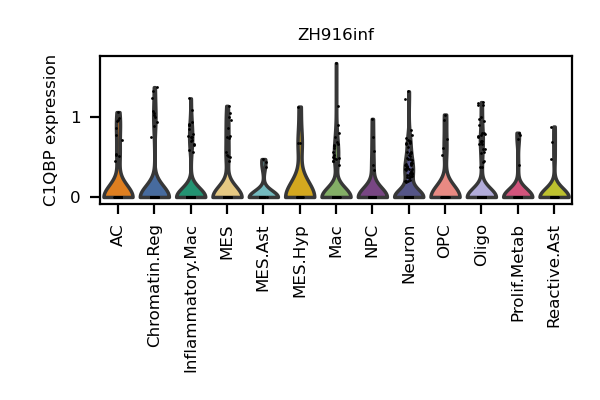 ZH916inf
C1QBP expression
1
0
AC
Chromatin.Reg
Inflammatory.Mac
MES
MES.Ast
MES.Hyp
Mac
NPC
Neuron
OPC
Oligo
Prolif.Metab
Reactive.Ast